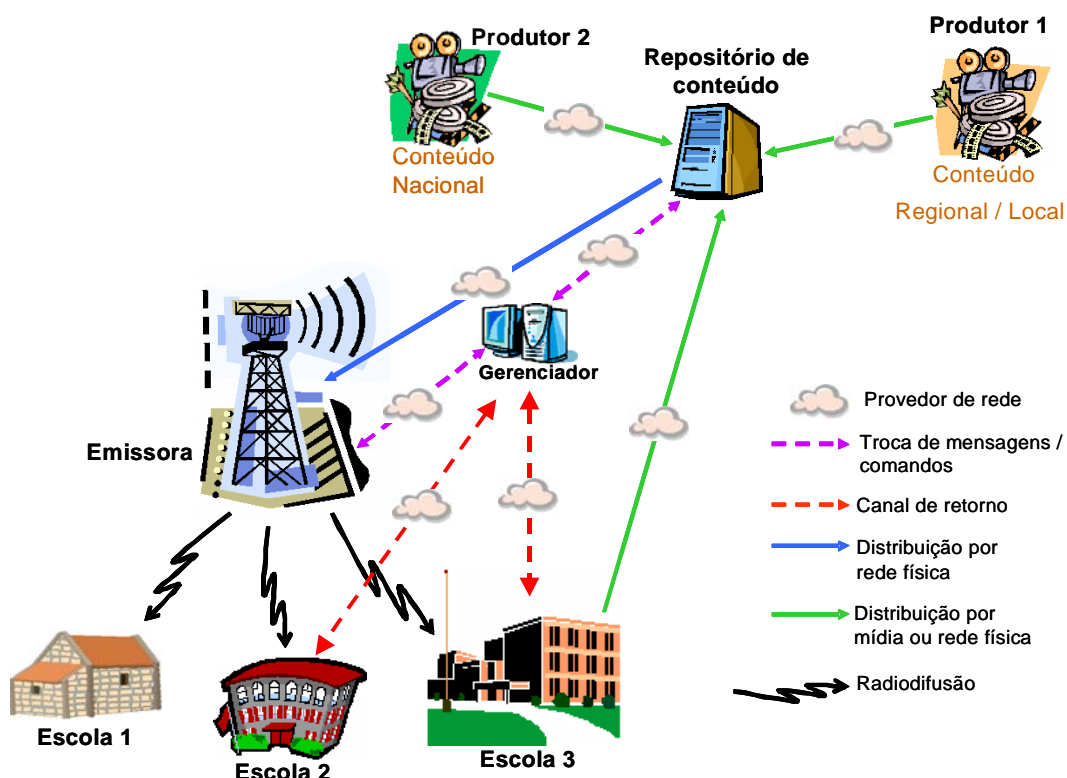 Produtor 2
Produtor 1
Repositório de
conteúdo
Conteúdo
Nacional
Conteúdo
Regional / Local
Gerenciador
Emissora
Provedor de rede
Troca de mensagens /
comandos
Canal de retorno
Distribuição por
rede física
Distribuição por
mídia ou rede física
Radiodifusão
Escola 1
Escola 2
Escola 3